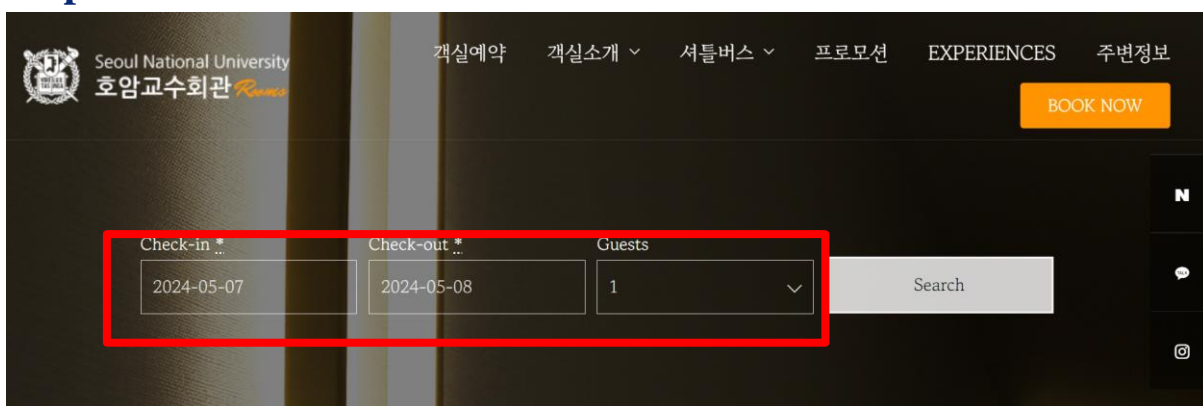 Seoul National University
호암교수회관 Rooms
객실예약 객실소개 셔틀버스 프로모션 EXPERIENCES 주변정보
BOOK NOW
N
TALK
Check-in * Check-out * Guests
2024-05-07 2024-05-08 1 Search